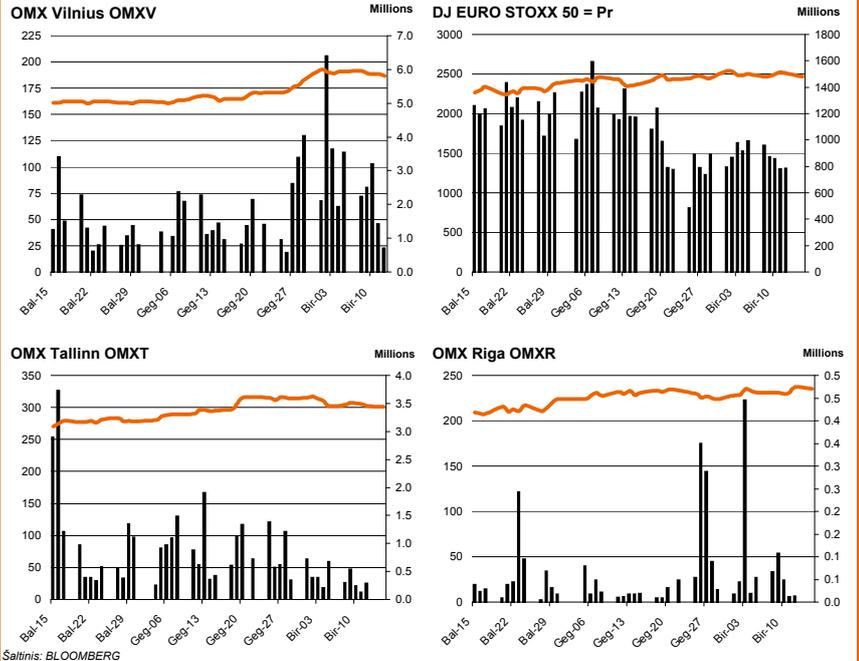 OMX Vilnius OMXV
Millions
225
200
175
150
125
100
75
50
25
0
7.0
6.0
5.0
4.0
3.0
2.0
1.0
0.0
Bal-15
Bal-22
Bal-29
Geg-06
Geg-13
Geg-20
Geg-27
Bir-03
Bir-10
DJ EURO STOXX 50 = Pr
Millions
3000
2500
2000
1500
1000
500
0
1800
1600
1400
1200
1000
800
600
400
200
0
Bal-15
Bal-22
Bal-29
Geg-06
Geg-13
Geg-20
Geg-27
Bir-03
Bir-10
OMX Tallinn OMXT
Millions
350
300
250
200
150
100
50
0
4.0
3.5
3.0
2.5
2.0
1.5
1.0
0.5
0.0
Bal-15
Bal-22
Bal-29
Geg-06
Geg-13
Geg-20
Geg-27
Bir-03
Bir-10
OMX Riga OMXR
Millions
250
200
150
100
50
0
0.5
0.5
0.4
0.4
0.3
0.3
0.2
0.2
0.1
0.1
0.0
Bal-15
Bal-22
Bal-29
Geg-06
Geg-13
Geg-20
Geg-27
Bir-03
Bir-10
Šaltinis: BLOOMBERG